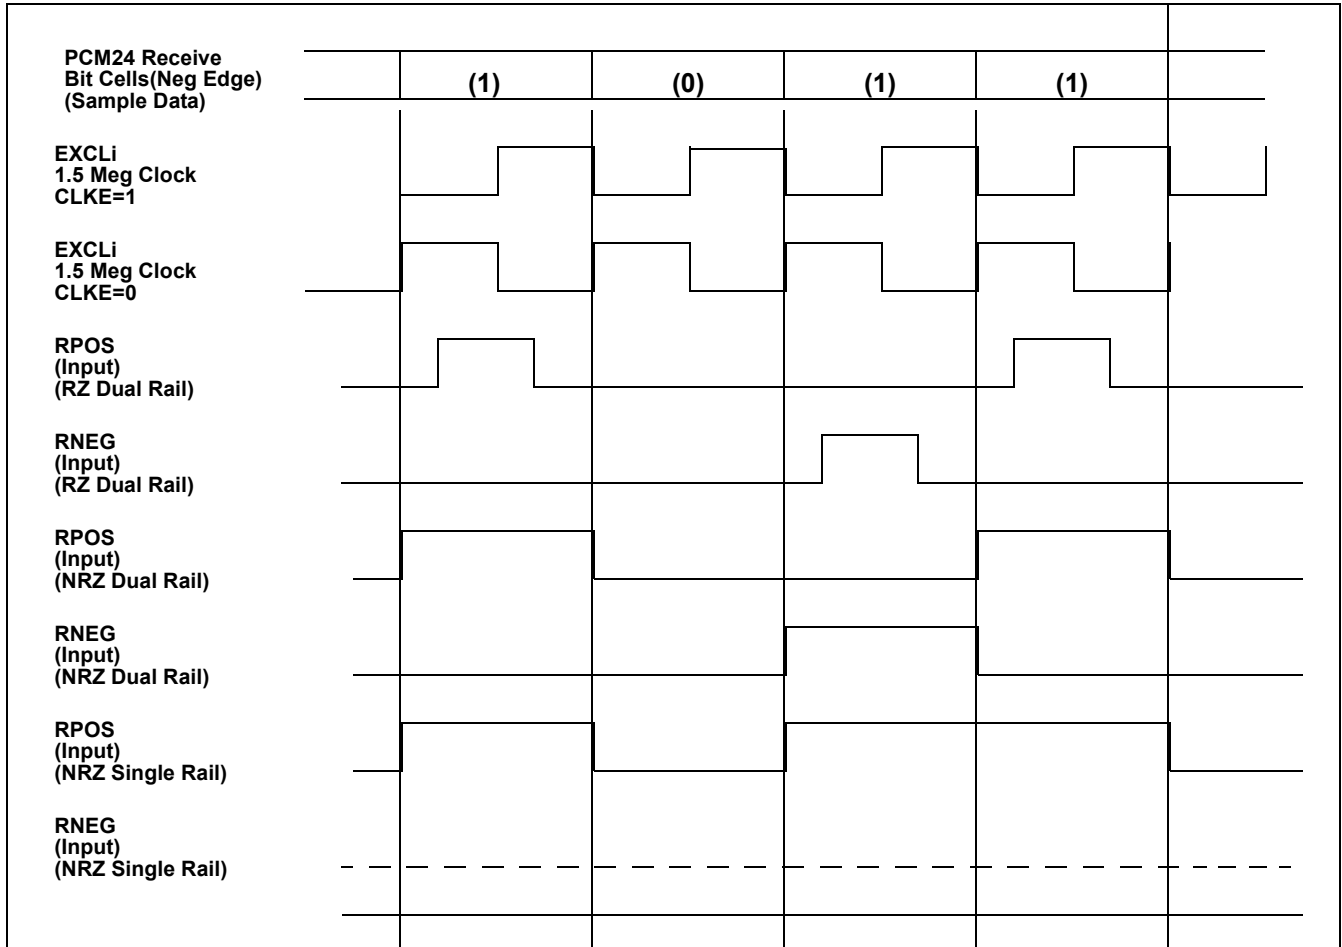 PCM24 Receive
Bit Cells(Neg Edge)
(Sample Data)
(1)
(0)
(1)
(1)
EXCLi
1.5 Meg Clock
CLKE=1
EXCLi
1.5 Meg Clock
CLKE=0
RPOS
(Input)
(RZ Dual Rail)
RNEG
(Input)
(RZ Dual Rail)
RPOS
(Input)
(NRZ Dual Rail)
RNEG
(Input)
(NRZ Dual Rail)
RPOS
(Input)
(NRZ Single Rail)
RNEG
(Input)
(NRZ Single Rail)